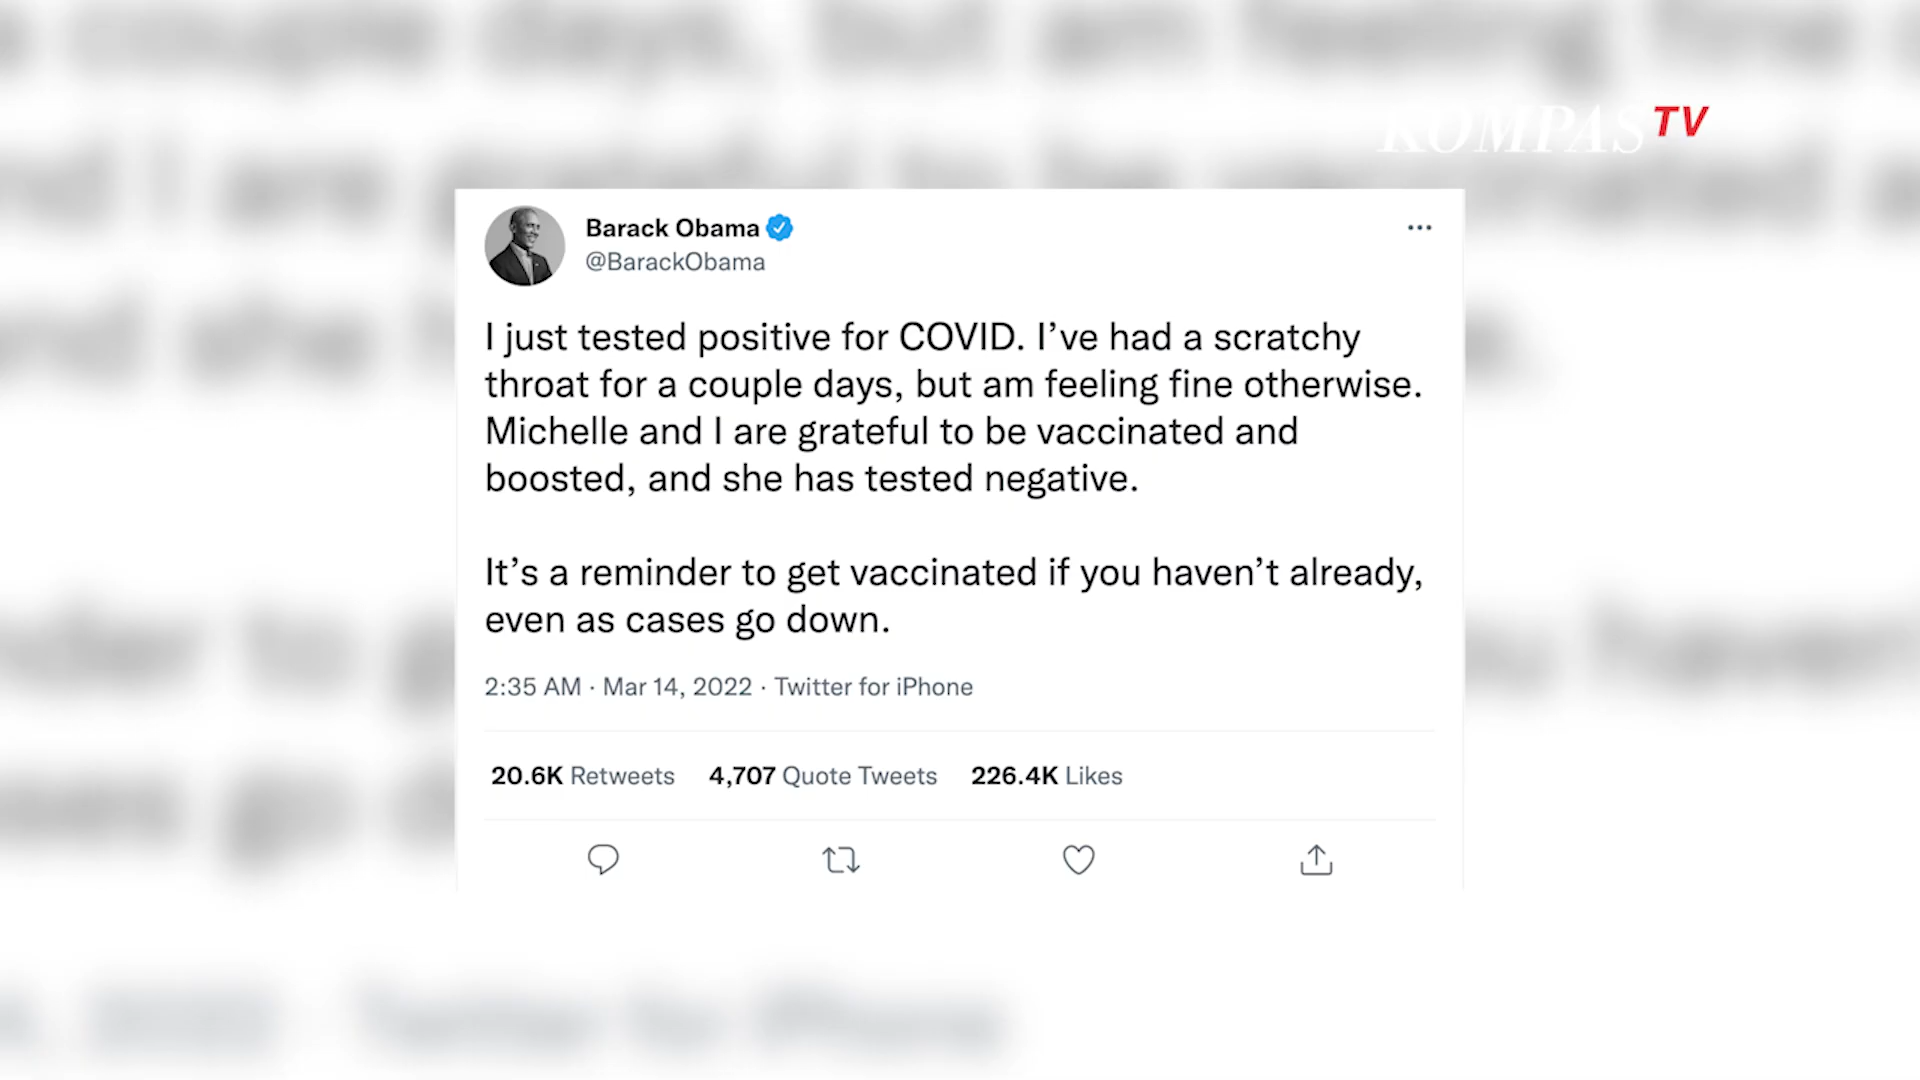 KOMPAS TV
Barack Obama
@BarackObama
I just tested positive for COVID. I’ve had a scratchy
throat for a couple days, but am feeling fine otherwise.
Michelle and I are grateful to be vaccinated and
boosted, and she has tested negative.
It’s a reminder to get vaccinated if you haven’t already,
even as cases go down.
2:35 AM · Mar 14, 2022 · Twitter for iPhone
20.6K Retweets 4,707 Quote Tweets 226.4K Likes